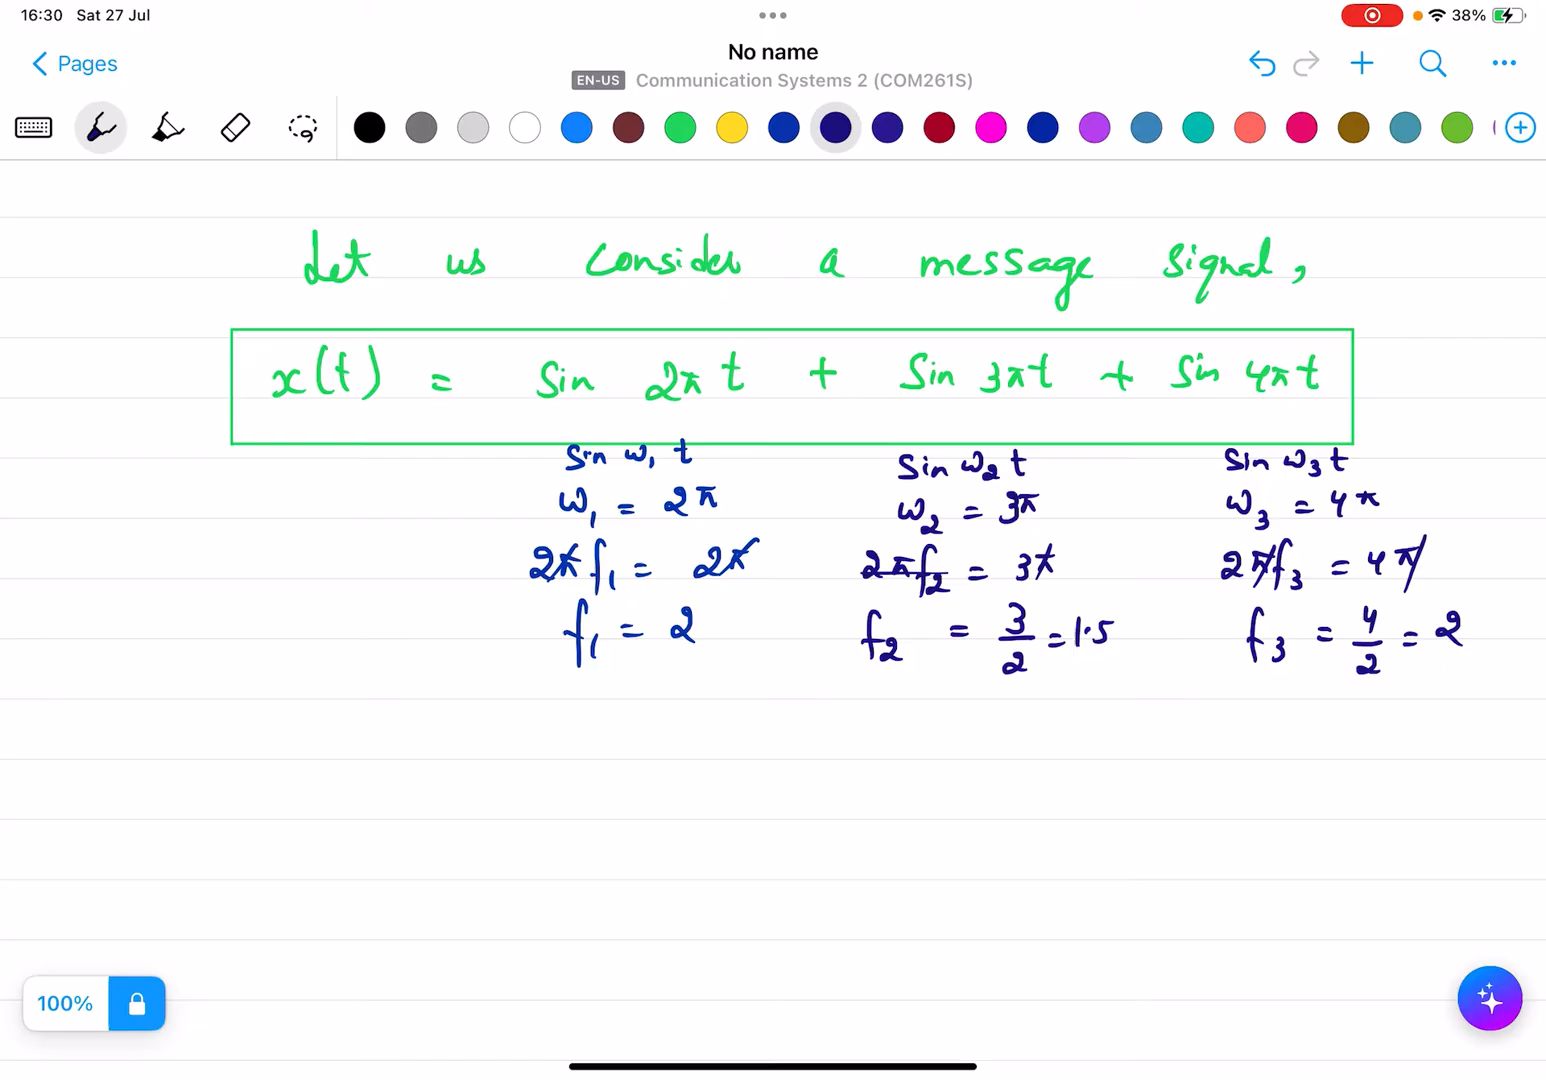 16:30 Sat 27 Jul
38%
Pages
No name
EN-US Communication Systems 2 (COM261S)
Let us consider a message signal,
x(t) = sin 2π t + sin 3πt + sin 4πt
sin ω₁ t sin ω₂ t sin ω₃ t
ω₁ = 2π ω₂ = 3π ω₃ = 4π
2πf₁ = 2π 2πf₂ = 3π 2πf₃ = 4π
f₁ = 2 f₂ = 3/2 = 1.5 f₃ = 4/2 = 2
100%